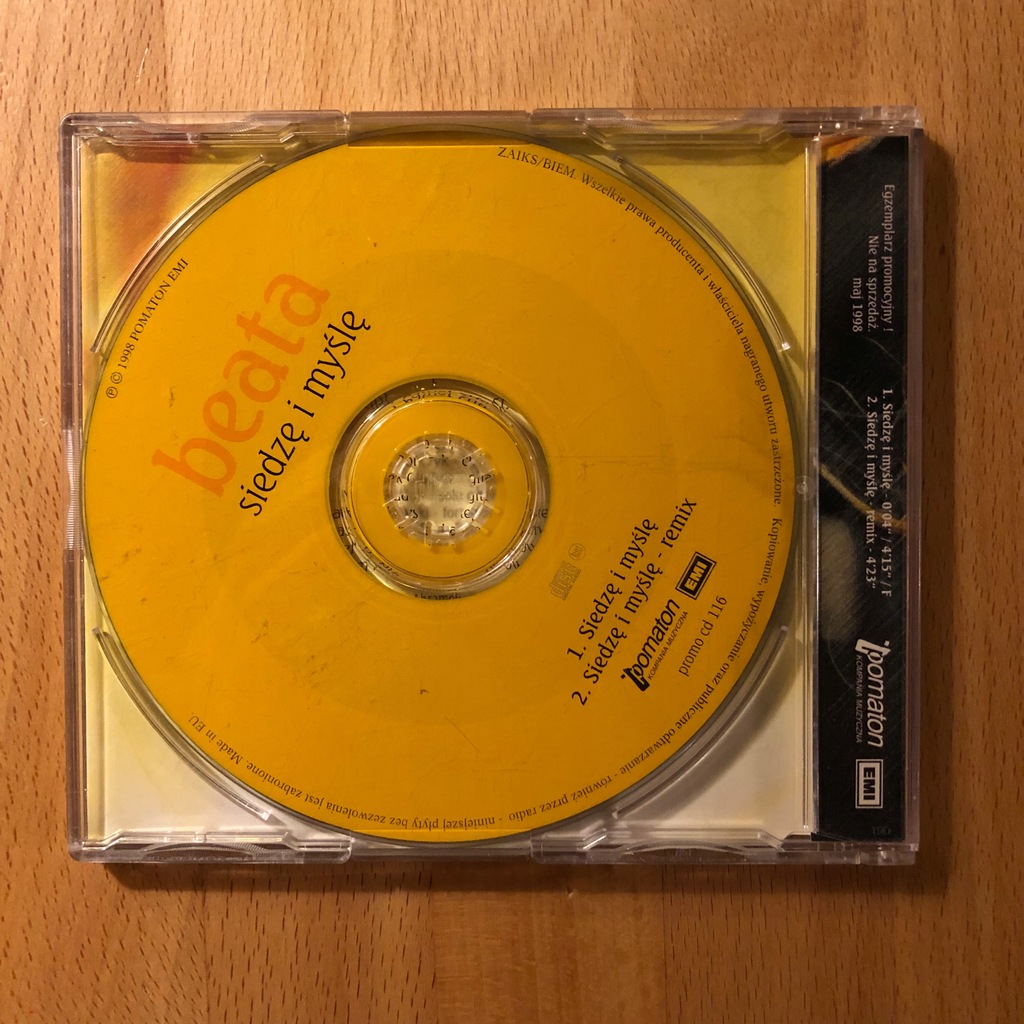 beata
siedzę i myślę
1. Siedzę i myślę
2. Siedzę i myślę - remix
pomaton EMI
KOMPANIA MUZYCZNA
promo cd 116
℗ © 1998 POMATON EMI
ZAIKS/BIEM. Wszelkie prawa producenta i właściciela nagranego utworu zastrzeżone. Kopiowanie, wypożyczanie oraz publiczne odtwarzanie - również przez radio - niniejszej płyty bez zezwolenia jest zabronione. Made in EU.
Egzemplarz promocyjny !
Nie na sprzedaż.
maj 1998
1. Siedzę i myślę - 0'04" / 4'15" / F
2. Siedzę i myślę - remix - 4'23"
pomaton EMI
KOMPANIA MUZYCZNA